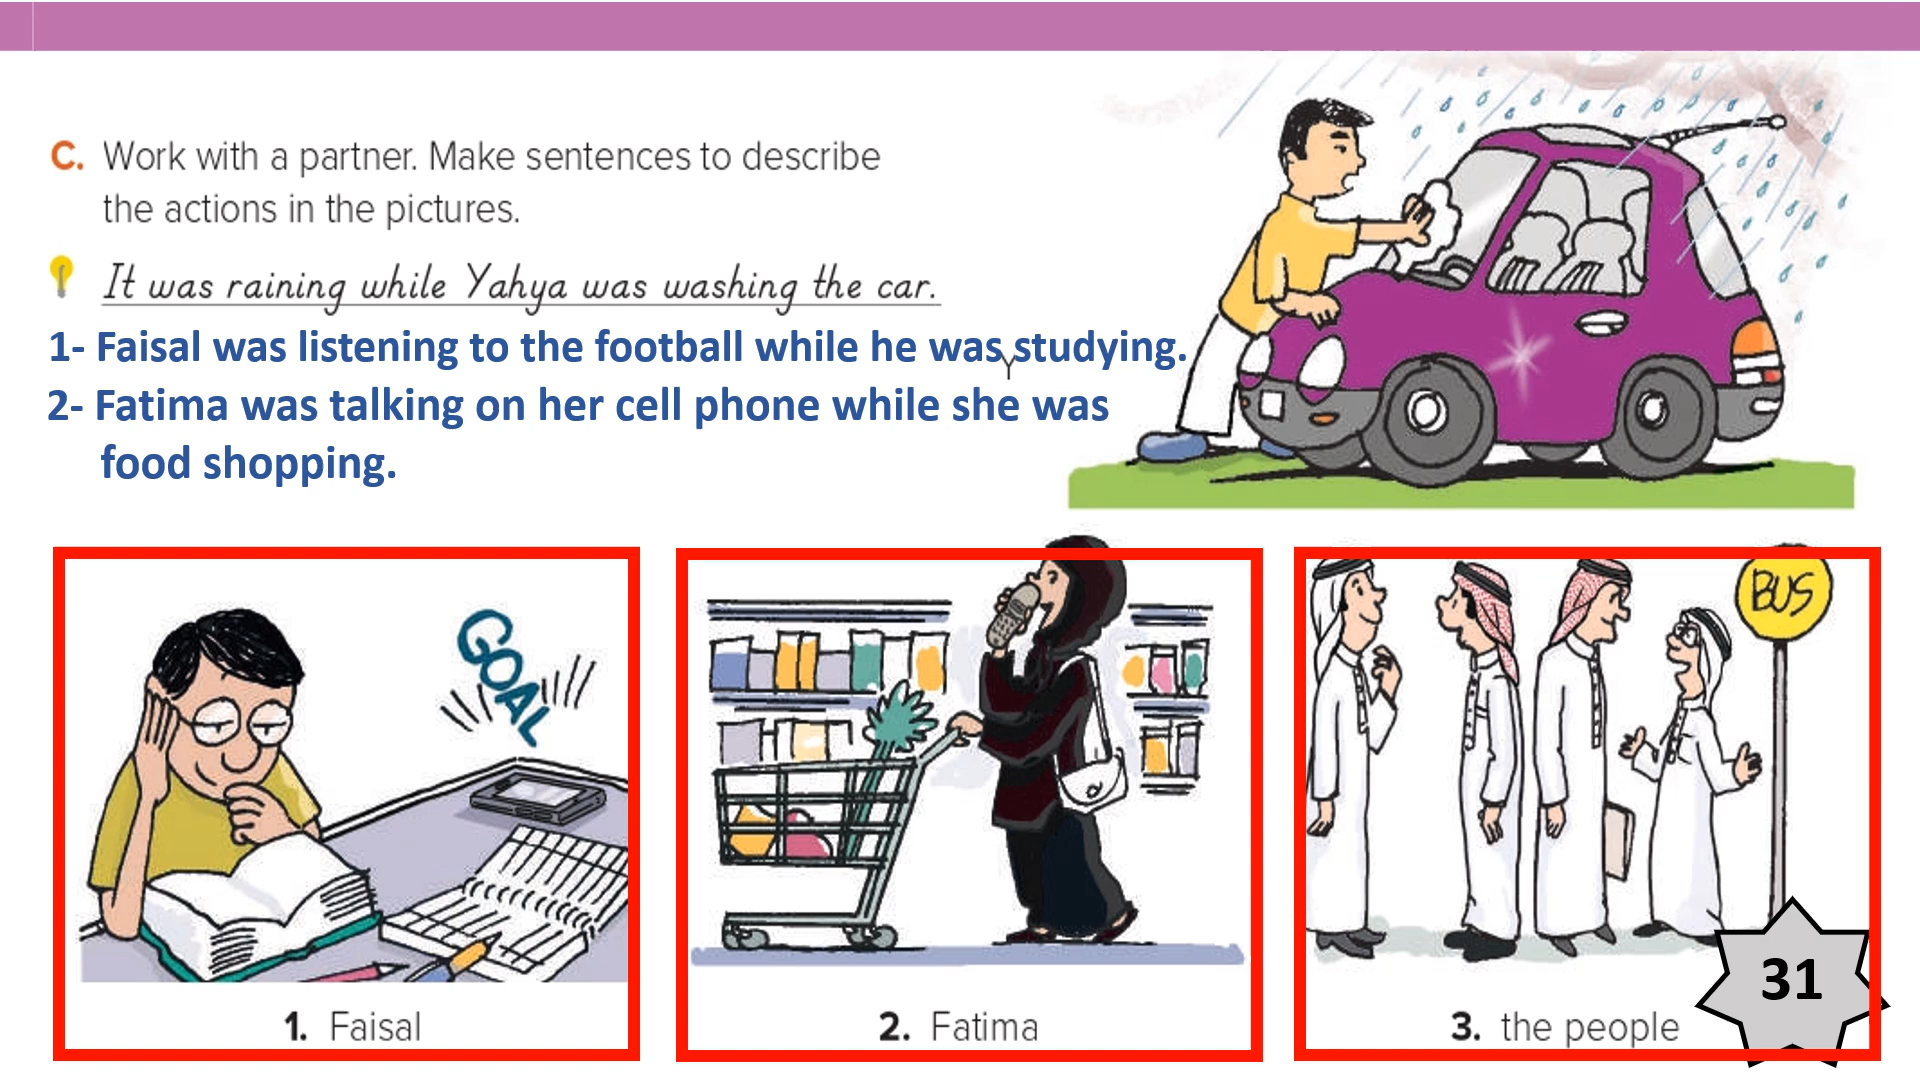 C. Work with a partner. Make sentences to describe
the actions in the pictures.
It was raining while Yahya was washing the car.
1- Faisal was listening to the football while he was studying.
2- Fatima was talking on her cell phone while she was
food shopping.
GOAL
BUS
1. Faisal
2. Fatima
3. the people
31